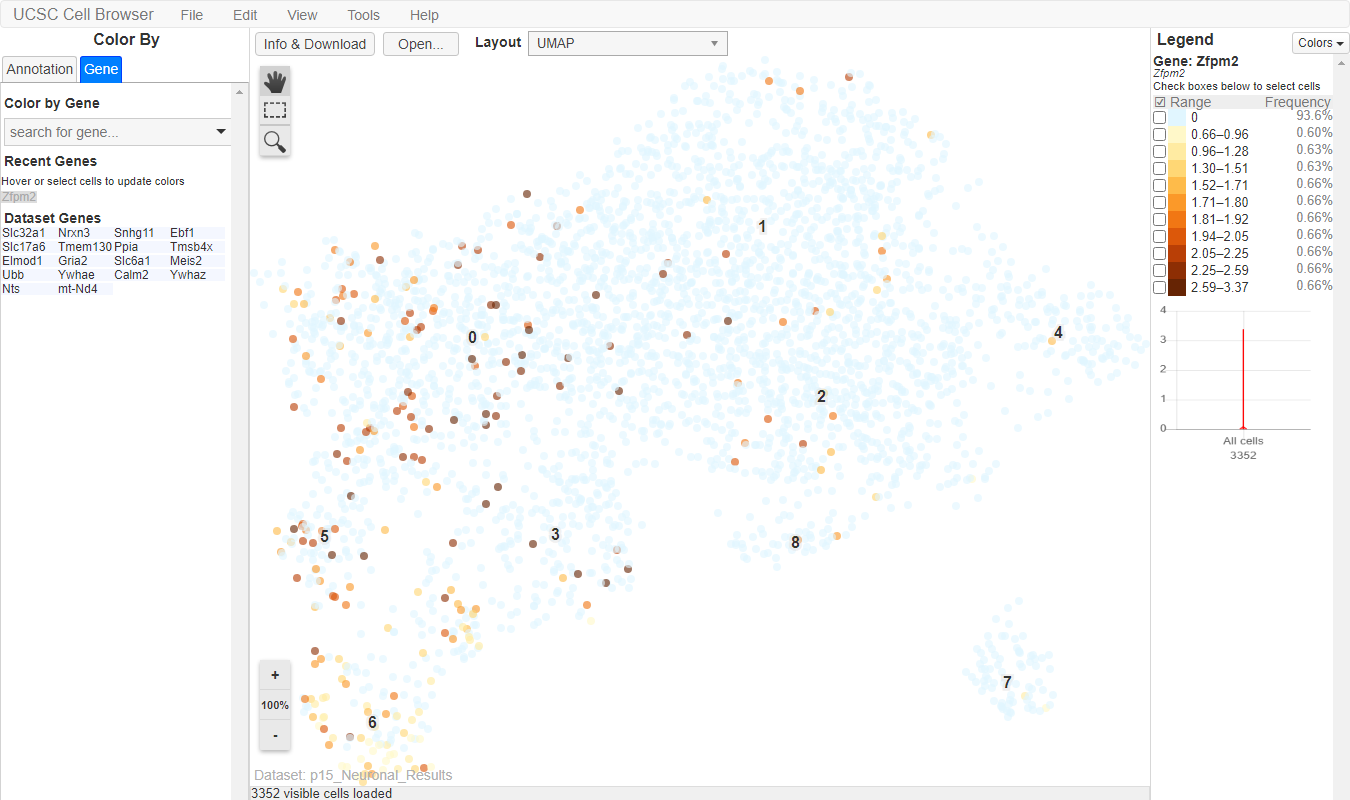 UCSC Cell Browser File Edit View Tools Help
Color By
Annotation Gene
Color by Gene
search for gene...
Recent Genes
Hover or select cells to update colors
Zfpm2
Dataset Genes
Slc32a1 Nrxn3 Snhg11 Ebf1
Slc17a6 Tmem130 Ppia Tmsb4x
Elmod1 Gria2 Slc6a1 Meis2
Ubb Ywhae Calm2 Ywhaz
Nts mt-Nd4
Info & Download Open... Layout UMAP
1
0
4
2
5
3
8
7
6
+
100%
-
Dataset: p15_Neuronal_Results
3352 visible cells loaded
Legend Colors
Gene: Zfpm2
Zfpm2
Check boxes below to select cells
Range Frequency
0 93.6%
0.66–0.96 0.60%
0.96–1.28 0.63%
1.30–1.51 0.63%
1.52–1.71 0.66%
1.71–1.80 0.66%
1.81–1.92 0.66%
1.94–2.05 0.66%
2.05–2.25 0.66%
2.25–2.59 0.66%
2.59–3.37 0.66%
4
3
2
1
0
All cells
3352